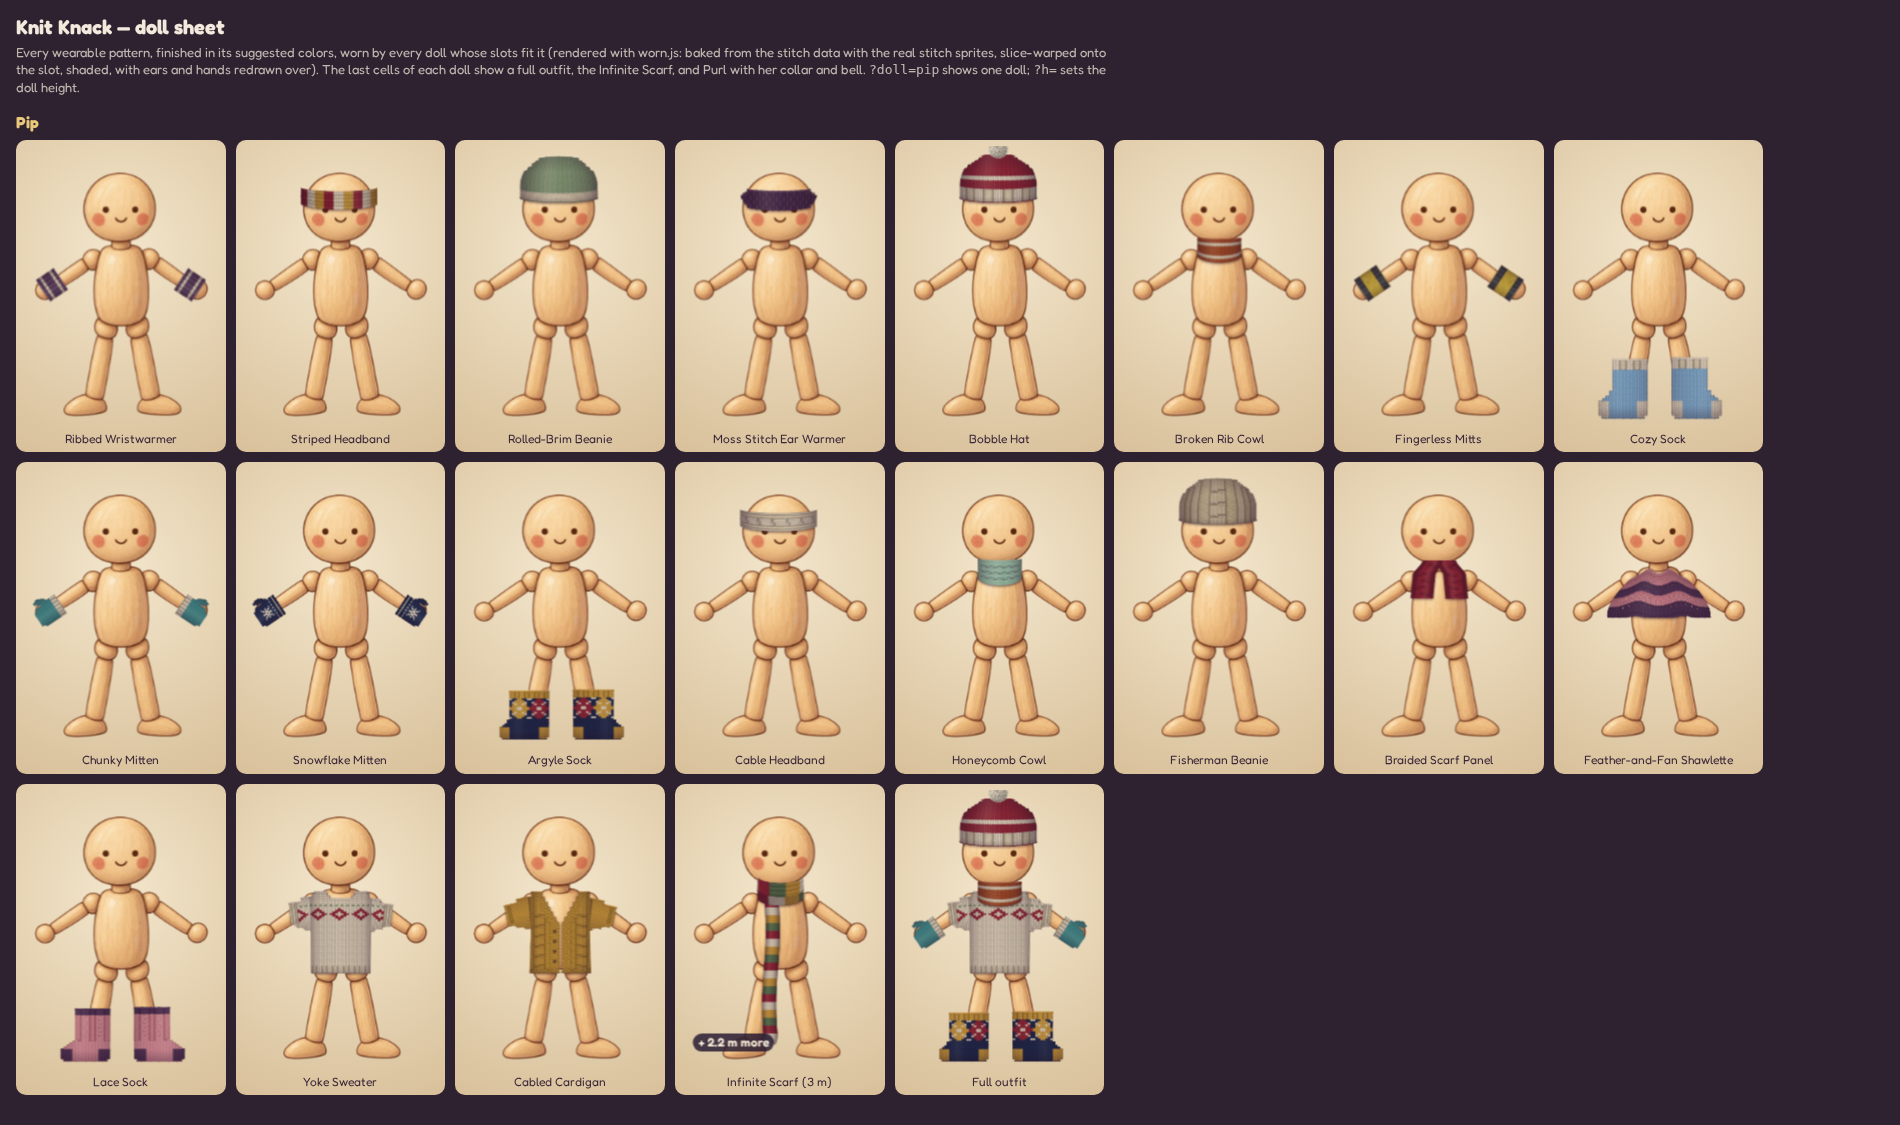 Knit Knack – doll sheet
Every wearable pattern, finished in its suggested colors, worn by every doll whose slots fit it (rendered with worn.js: baked from the stitch data with the real stitch sprites, slice-warped onto
the slot, shaded, with ears and hands redrawn over). The last cells of each doll show a full outfit, the Infinite Scarf, and Purl with her collar and bell. ?doll=pip shows one doll; ?h= sets the
doll height.
Pip
Ribbed Wristwarmer
Striped Headband
Rolled-Brim Beanie
Moss Stitch Ear Warmer
Bobble Hat
Broken Rib Cowl
Fingerless Mitts
Cozy Sock
Chunky Mitten
Snowflake Mitten
Argyle Sock
Cable Headband
Honeycomb Cowl
Fisherman Beanie
Braided Scarf Panel
Feather-and-Fan Shawlette
+ 2.2 m more
Lace Sock
Yoke Sweater
Cabled Cardigan
Infinite Scarf (3 m)
Full outfit